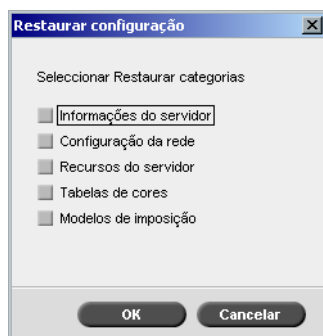 Restaurar configuração
Seleccionar Restaurar categorias
Informações do servidor
Configuração da rede
Recursos do servidor
Tabelas de cores
Modelos de imposição
OK Cancelar